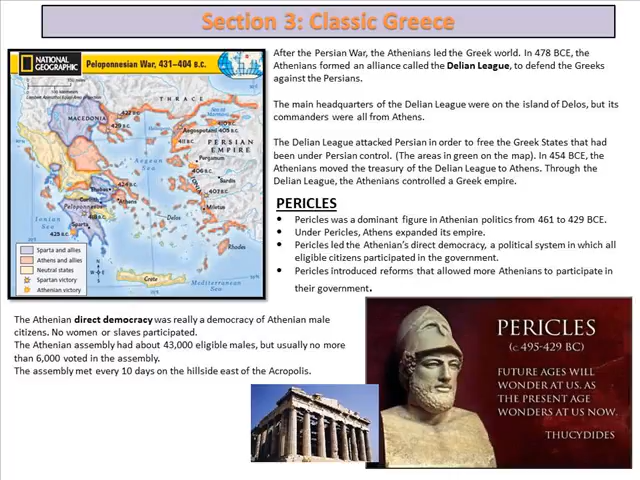 Section 3: Classic Greece
NATIONAL GEOGRAPHIC
Peloponnesian War, 431–404 B.C.
THRACE
MACEDONIA
PERSIAN
EMPIRE
Aegean
Sea
Pergamum
Sardis
Miletus
Delos
Athens
Corinth
Peloponnesus
Sparta
Ionian
Sea
Rhodes
Crete
Mediterranean
Sea
Sparta and allies
Athens and allies
Neutral states
Spartan victory
Athenian victory
After the Persian War, the Athenians led the Greek world. In 478 BCE, the
Athenians formed an alliance called the Delian League, to defend the Greeks
against the Persians.
The main headquarters of the Delian League were on the island of Delos, but its
commanders were all from Athens.
The Delian League attacked Persian in order to free the Greek States that had
been under Persian control. (The areas in green on the map). In 454 BCE, the
Athenians moved the treasury of the Delian League to Athens. Through the
Delian League, the Athenians controlled a Greek empire.
PERICLES
• Pericles was a dominant figure in Athenian politics from 461 to 429 BCE.
• Under Pericles, Athens expanded its empire.
• Pericles led the Athenian's direct democracy, a political system in which all
eligible citizens participated in the government.
• Pericles introduced reforms that allowed more Athenians to participate in
their government.
The Athenian direct democracy was really a democracy of Athenian male
citizens. No women or slaves participated.
The Athenian assembly had about 43,000 eligible males, but usually no more
than 6,000 voted in the assembly.
The assembly met every 10 days on the hillside east of the Acropolis.
PERICLES
(c 495-429 BC)
FUTURE AGES WILL
WONDER AT US, AS
THE PRESENT AGE
WONDERS AT US NOW.
THUCYDIDES